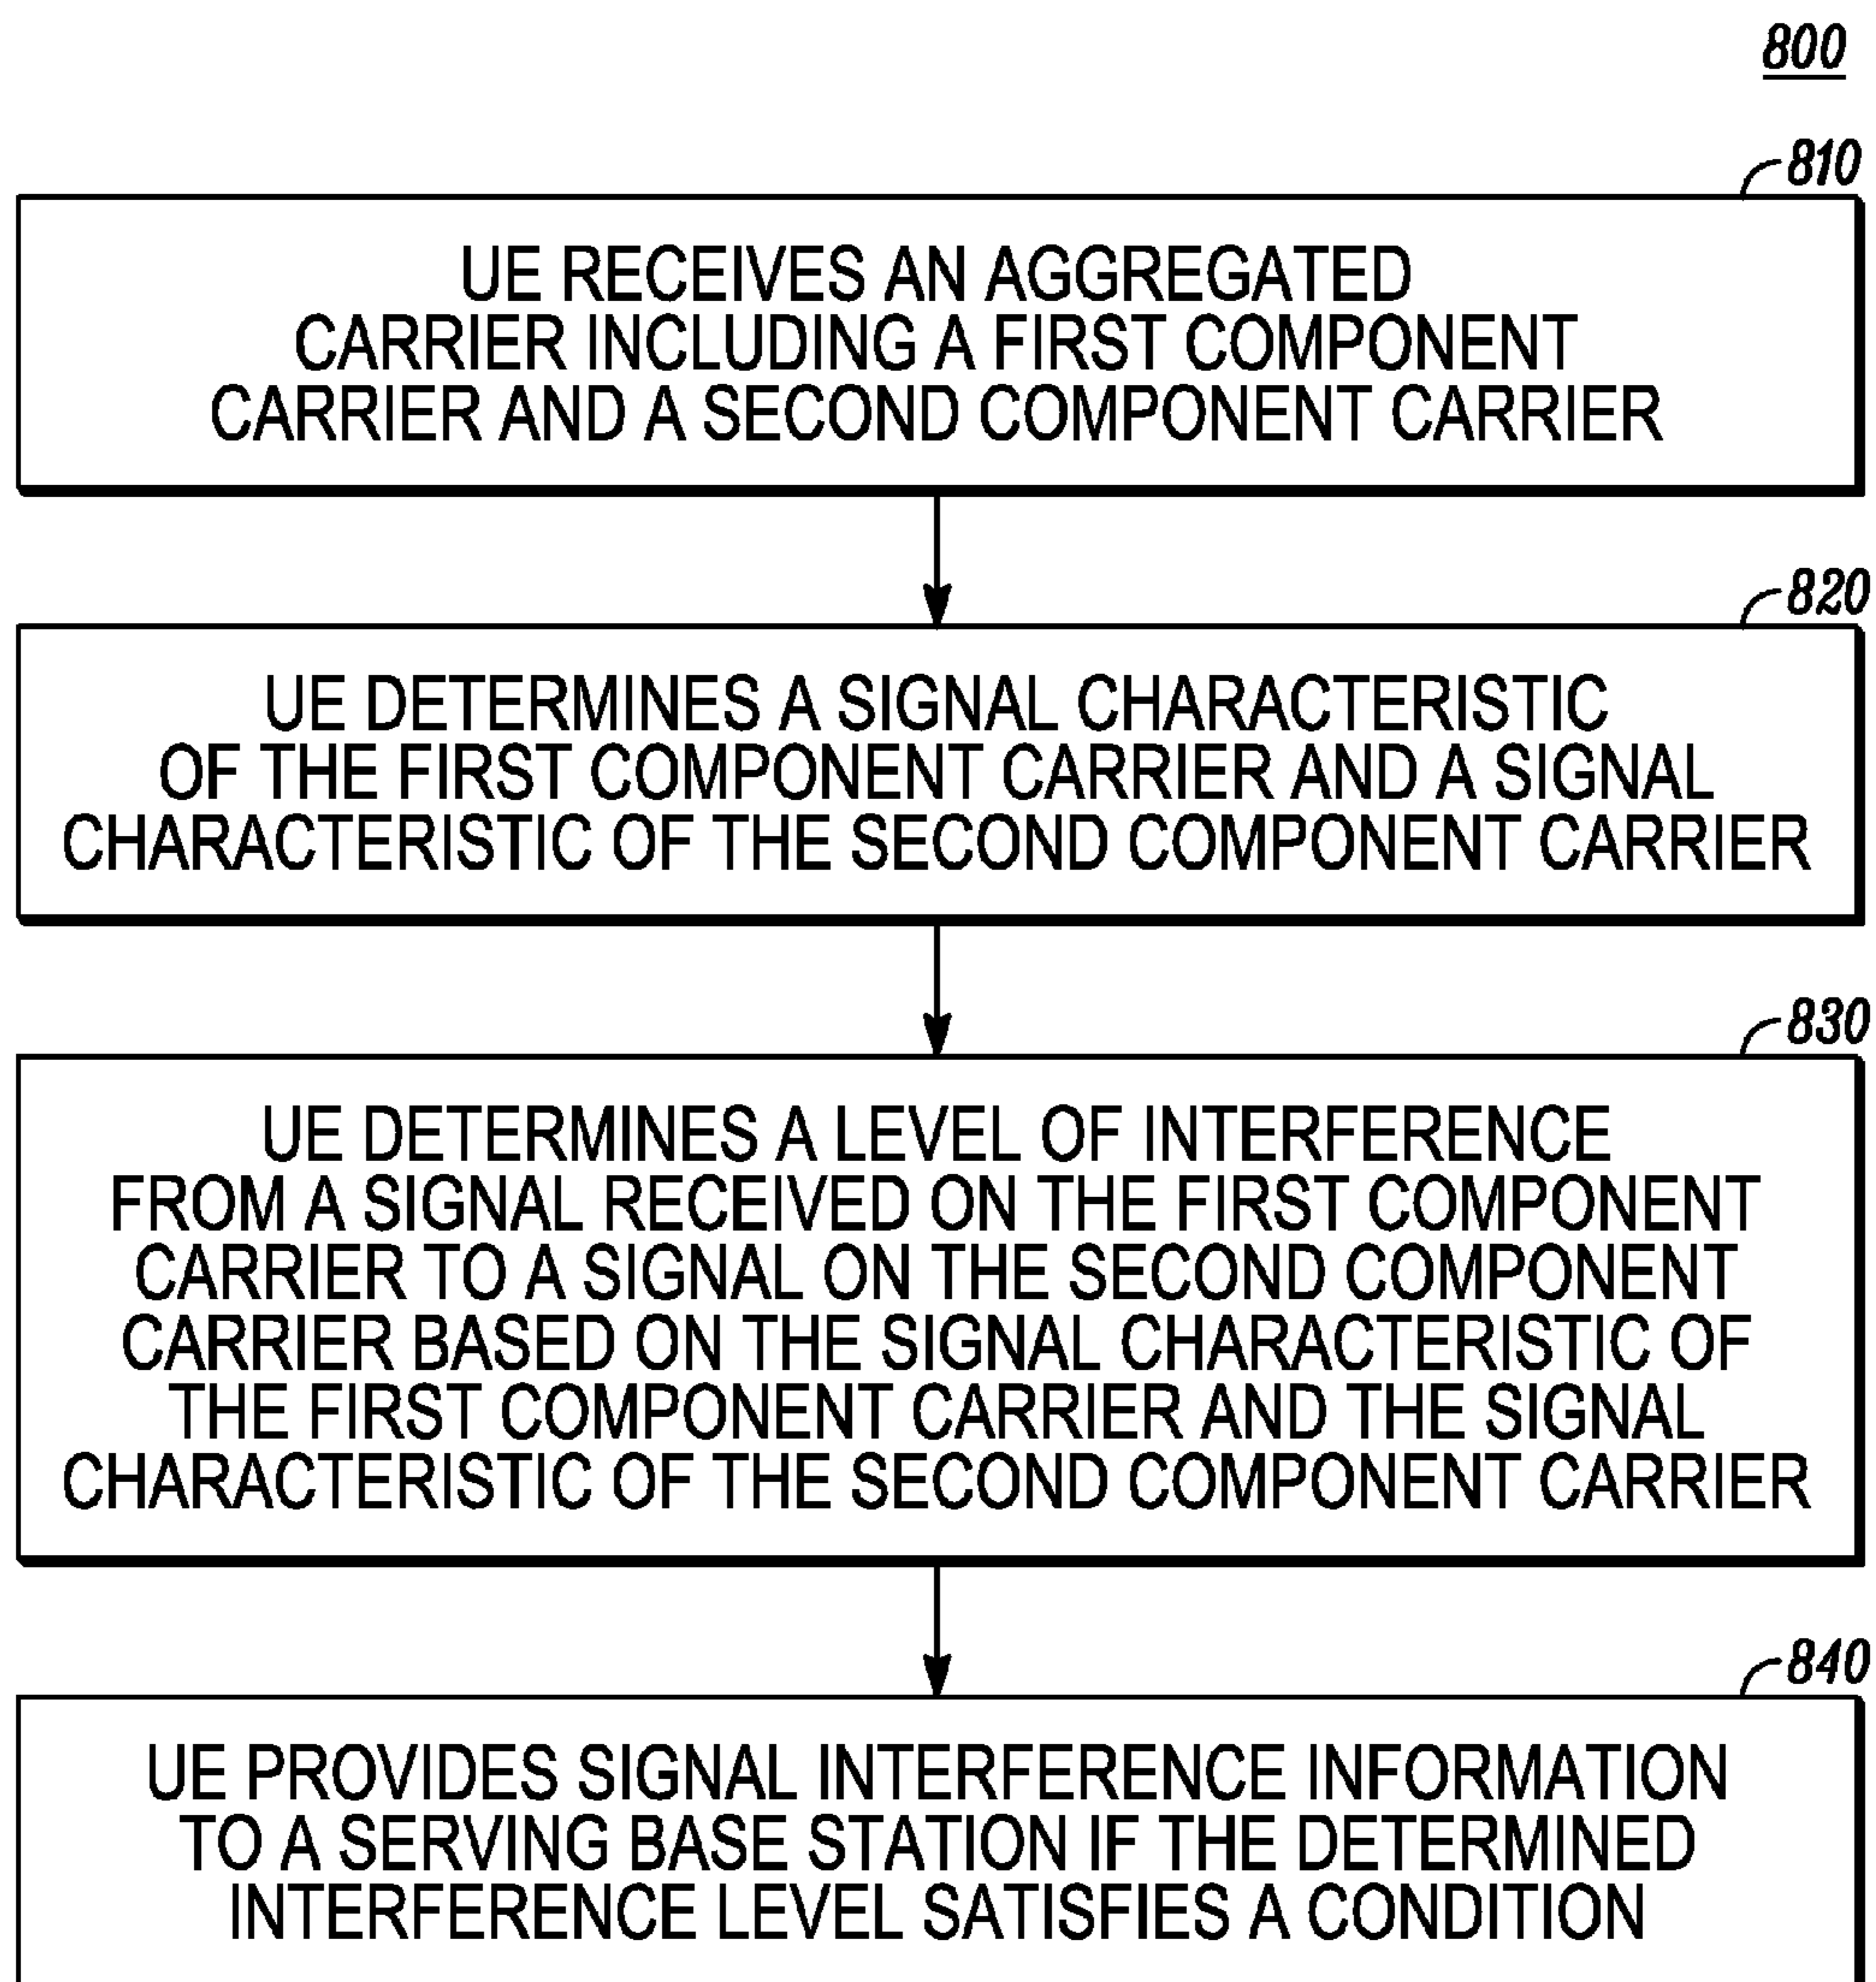 800
810
UE RECEIVES AN AGGREGATED
CARRIER INCLUDING A FIRST COMPONENT
CARRIER AND A SECOND COMPONENT CARRIER
820
UE DETERMINES A SIGNAL CHARACTERISTIC
OF THE FIRST COMPONENT CARRIER AND A SIGNAL
CHARACTERISTIC OF THE SECOND COMPONENT CARRIER
830
UE DETERMINES A LEVEL OF INTERFERENCE
FROM A SIGNAL RECEIVED ON THE FIRST COMPONENT
CARRIER TO A SIGNAL ON THE SECOND COMPONENT
CARRIER BASED ON THE SIGNAL CHARACTERISTIC OF
THE FIRST COMPONENT CARRIER AND THE SIGNAL
CHARACTERISTIC OF THE SECOND COMPONENT CARRIER
840
UE PROVIDES SIGNAL INTERFERENCE INFORMATION
TO A SERVING BASE STATION IF THE DETERMINED
INTERFERENCE LEVEL SATISFIES A CONDITION